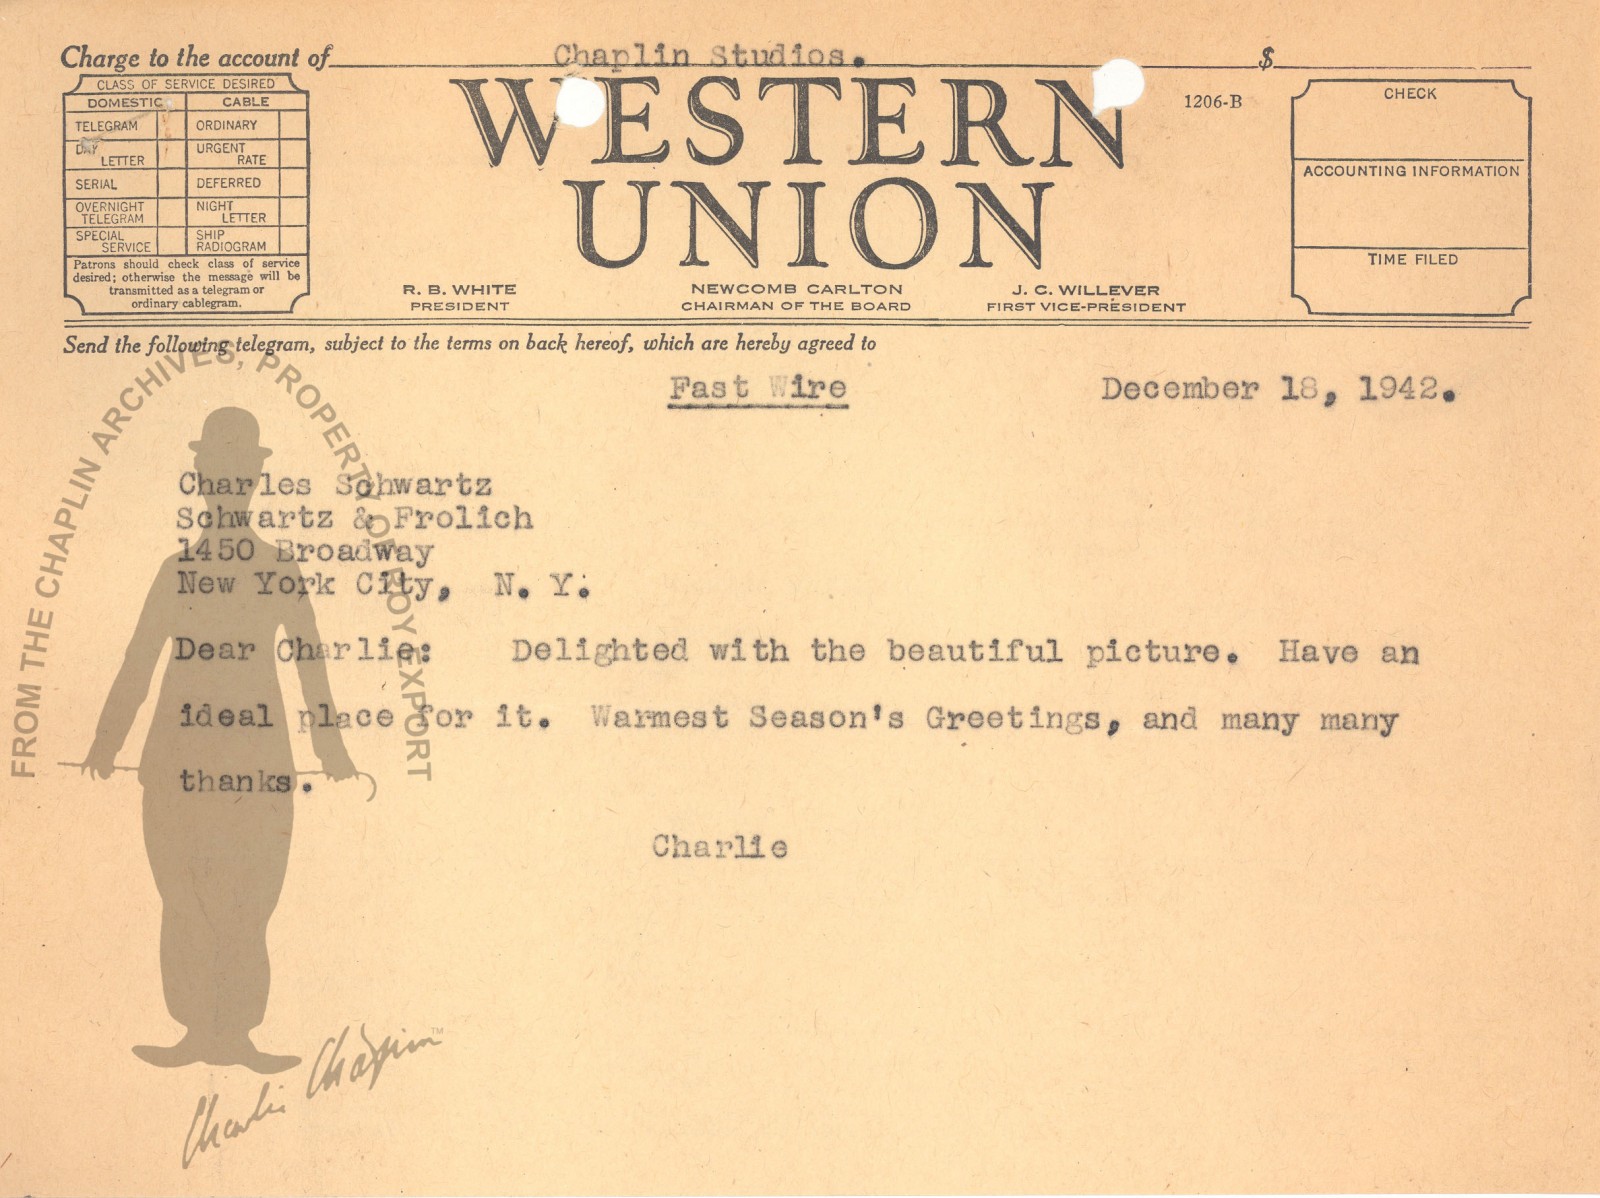 Charge to the account of Chaplin Studios. $
CLASS OF SERVICE DESIRED
DOMESTIC CABLE
TELEGRAM ORDINARY
DAY LETTER URGENT RATE
SERIAL DEFERRED
OVERNIGHT TELEGRAM NIGHT LETTER
SPECIAL SERVICE SHIP RADIOGRAM
Patrons should check class of service
desired; otherwise the message will be
transmitted as a telegram or
ordinary cablegram.
WESTERN
UNION
1206-B
CHECK
ACCOUNTING INFORMATION
TIME FILED
R. B. WHITE
PRESIDENT
NEWCOMB CARLTON
CHAIRMAN OF THE BOARD
J. C. WILLEVER
FIRST VICE-PRESIDENT
Send the following telegram, subject to the terms on back hereof, which are hereby agreed to
Fast Wire December 18, 1942.
Charles Schwartz
Schwartz & Frolich
1450 Broadway
New York City, N. Y.
Dear Charlie: Delighted with the beautiful picture. Have an
ideal place for it. Warmest Season's Greetings, and many many
thanks.
Charlie
FROM THE CHAPLIN ARCHIVES, PROPERTY OF ROY EXPORT
Charlie Chaplin™